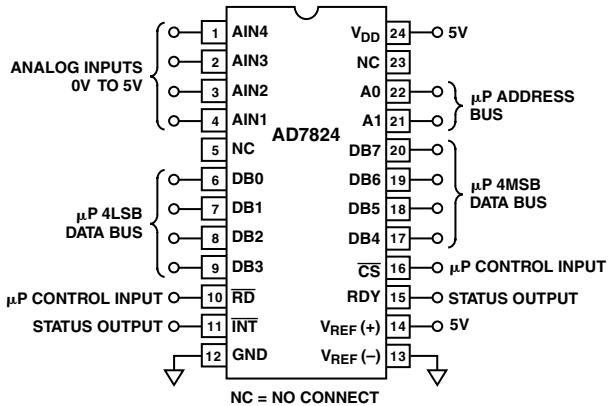 ANALOG INPUTS
0V TO 5V
1 AIN4
2 AIN3
3 AIN2
4 AIN1
5 NC
μP 4LSB
DATA BUS
6 DB0
7 DB1
8 DB2
9 DB3
μP CONTROL INPUT 10 R̅D̅
STATUS OUTPUT 11 I̅N̅T̅
12 GND
AD7824
VDD 24 5V
NC 23
A0 22
A1 21
μP ADDRESS
BUS
DB7 20
DB6 19
DB5 18
DB4 17
μP 4MSB
DATA BUS
C̅S̅ 16 μP CONTROL INPUT
RDY 15 STATUS OUTPUT
VREF (+) 14 5V
VREF (–) 13
NC = NO CONNECT